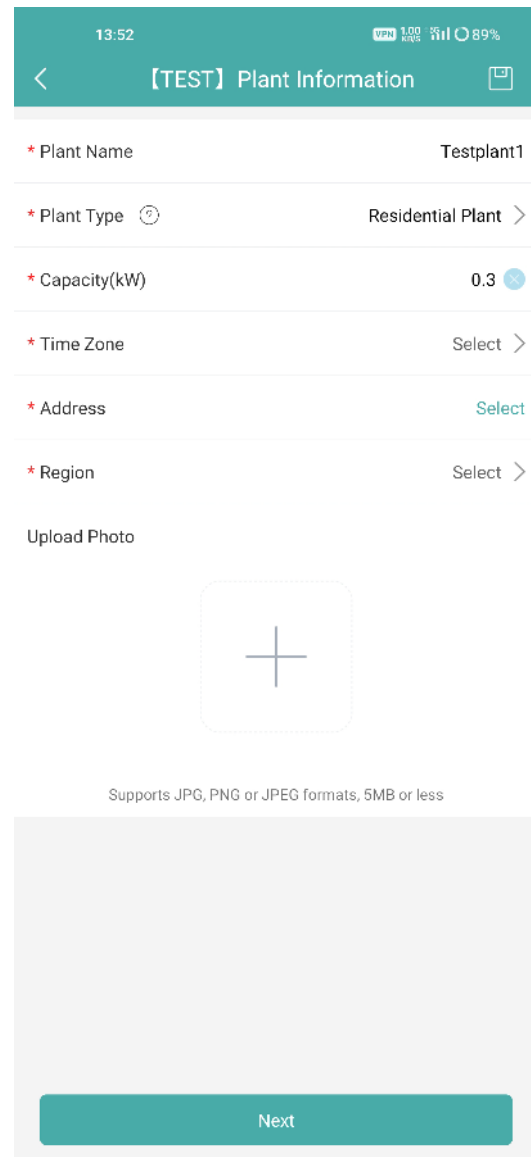 13:52 VPN 1.00 KB/S 89%
【TEST】Plant Information
* Plant Name Testplant1
* Plant Type ? Residential Plant
* Capacity(kW) 0.3
* Time Zone Select
* Address Select
* Region Select
Upload Photo
Supports JPG, PNG or JPEG formats, 5MB or less
Next